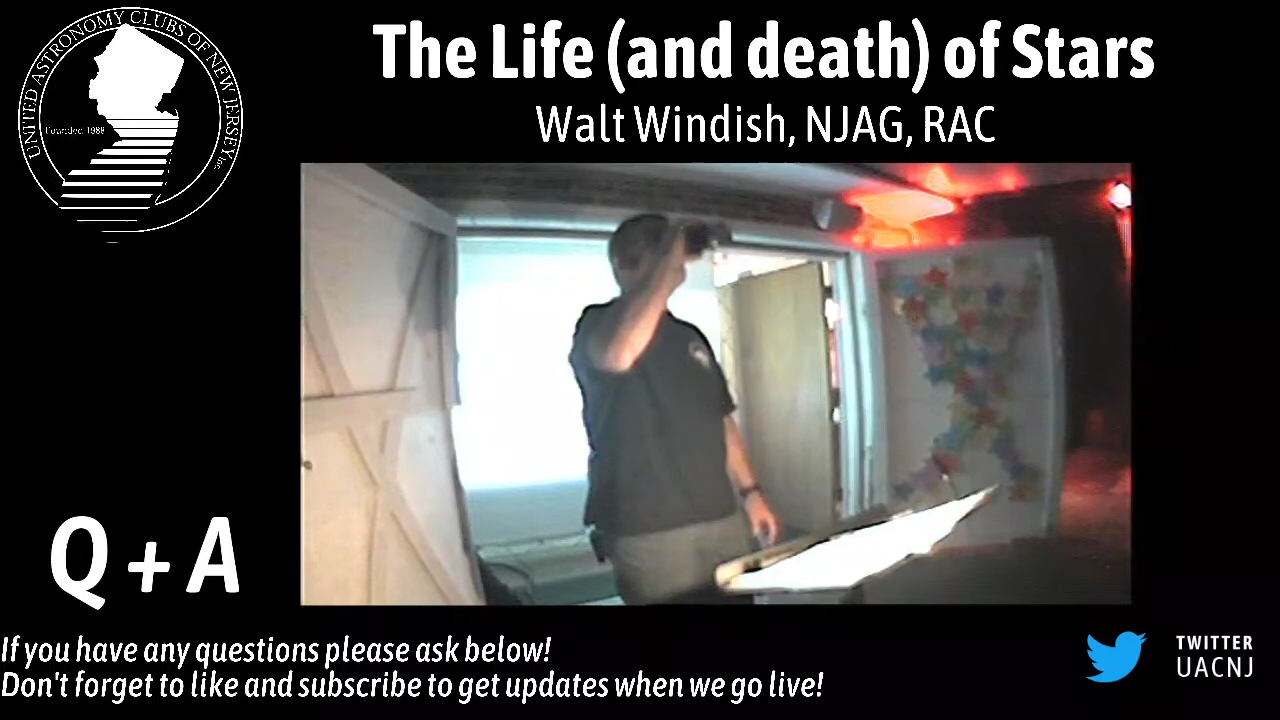 UNITED ASTRONOMY CLUBS OF NEW JERSEY, Inc.
Founded 1988
The Life (and death) of Stars
Walt Windish, NJAG, RAC
Q + A
If you have any questions please ask below!
Don't forget to like and subscribe to get updates when we go live!
TWITTER
UACNJ